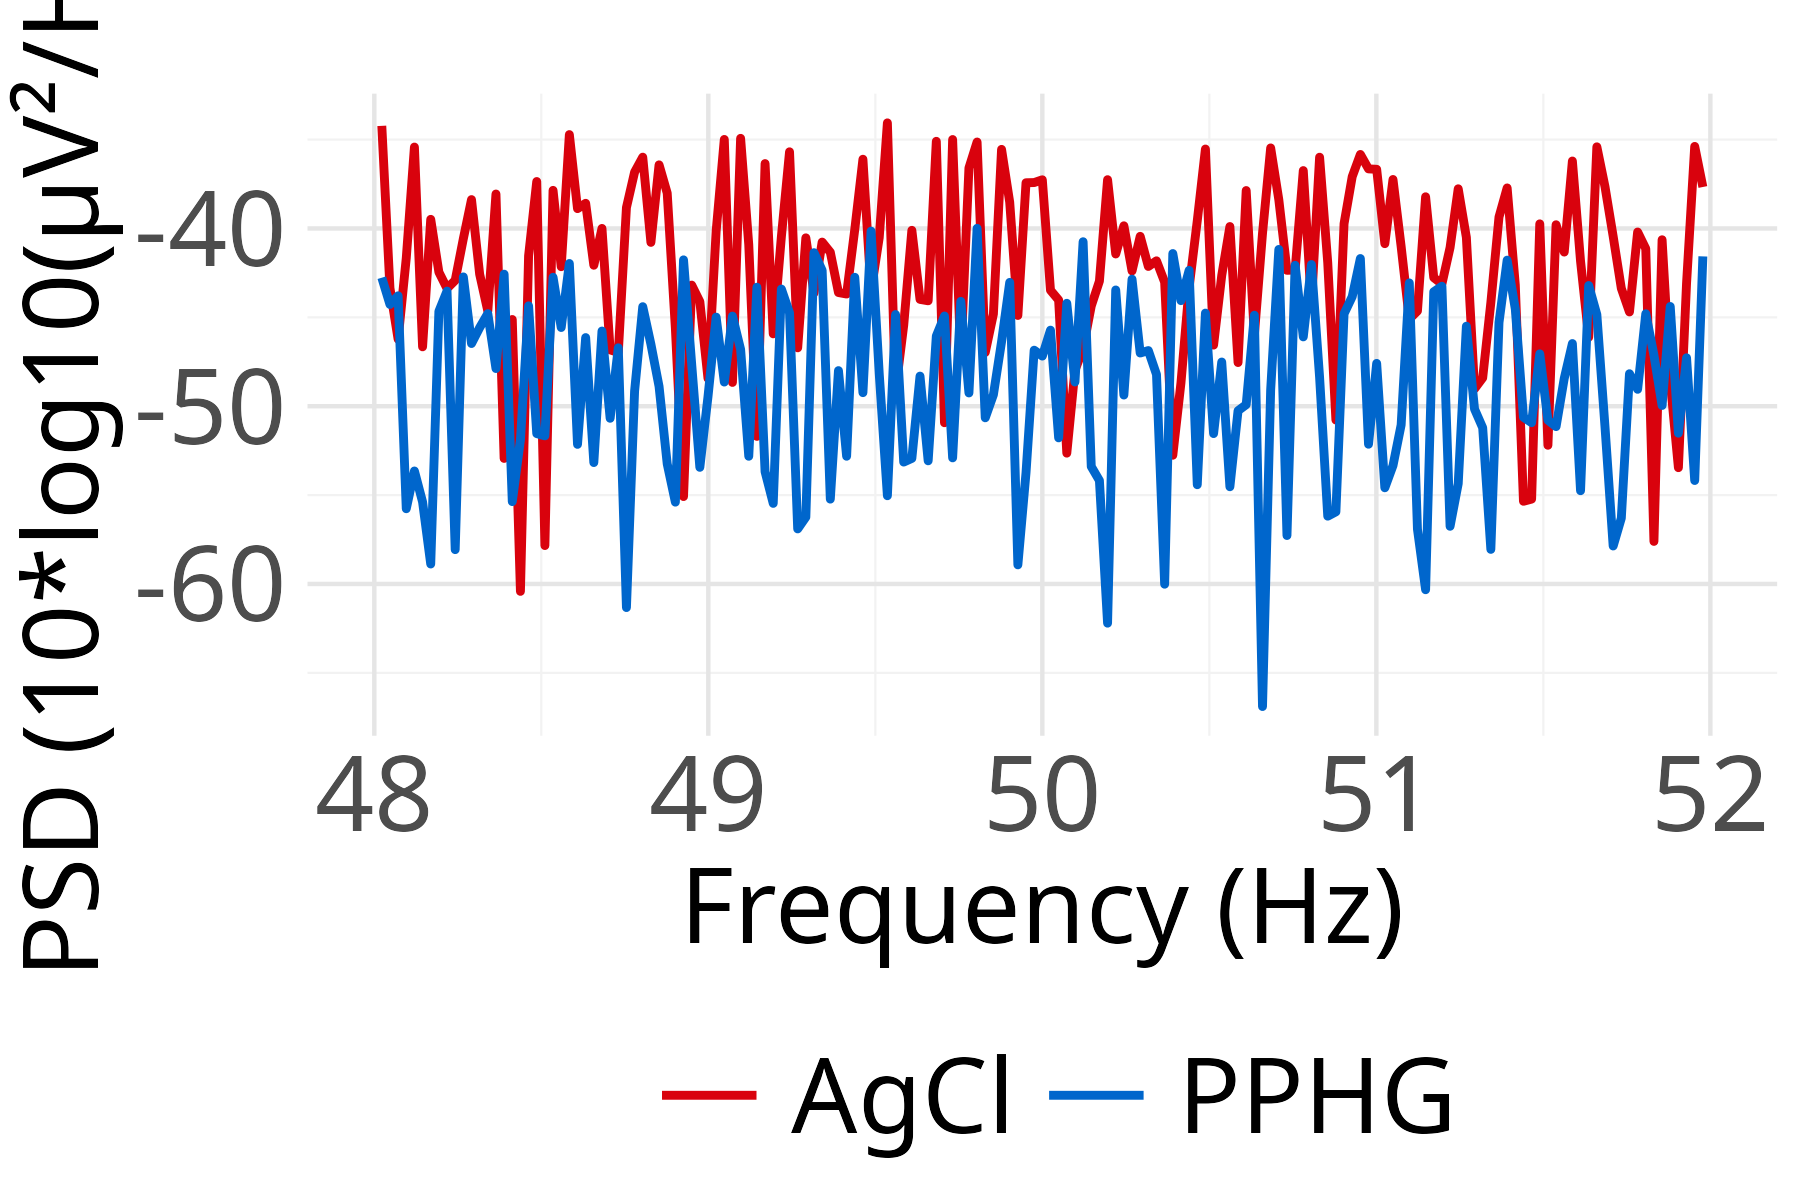 PSD (10*log10(µV²/H
-40
-50
-60
48 49 50 51 52
Frequency (Hz)
AgCl PPHG